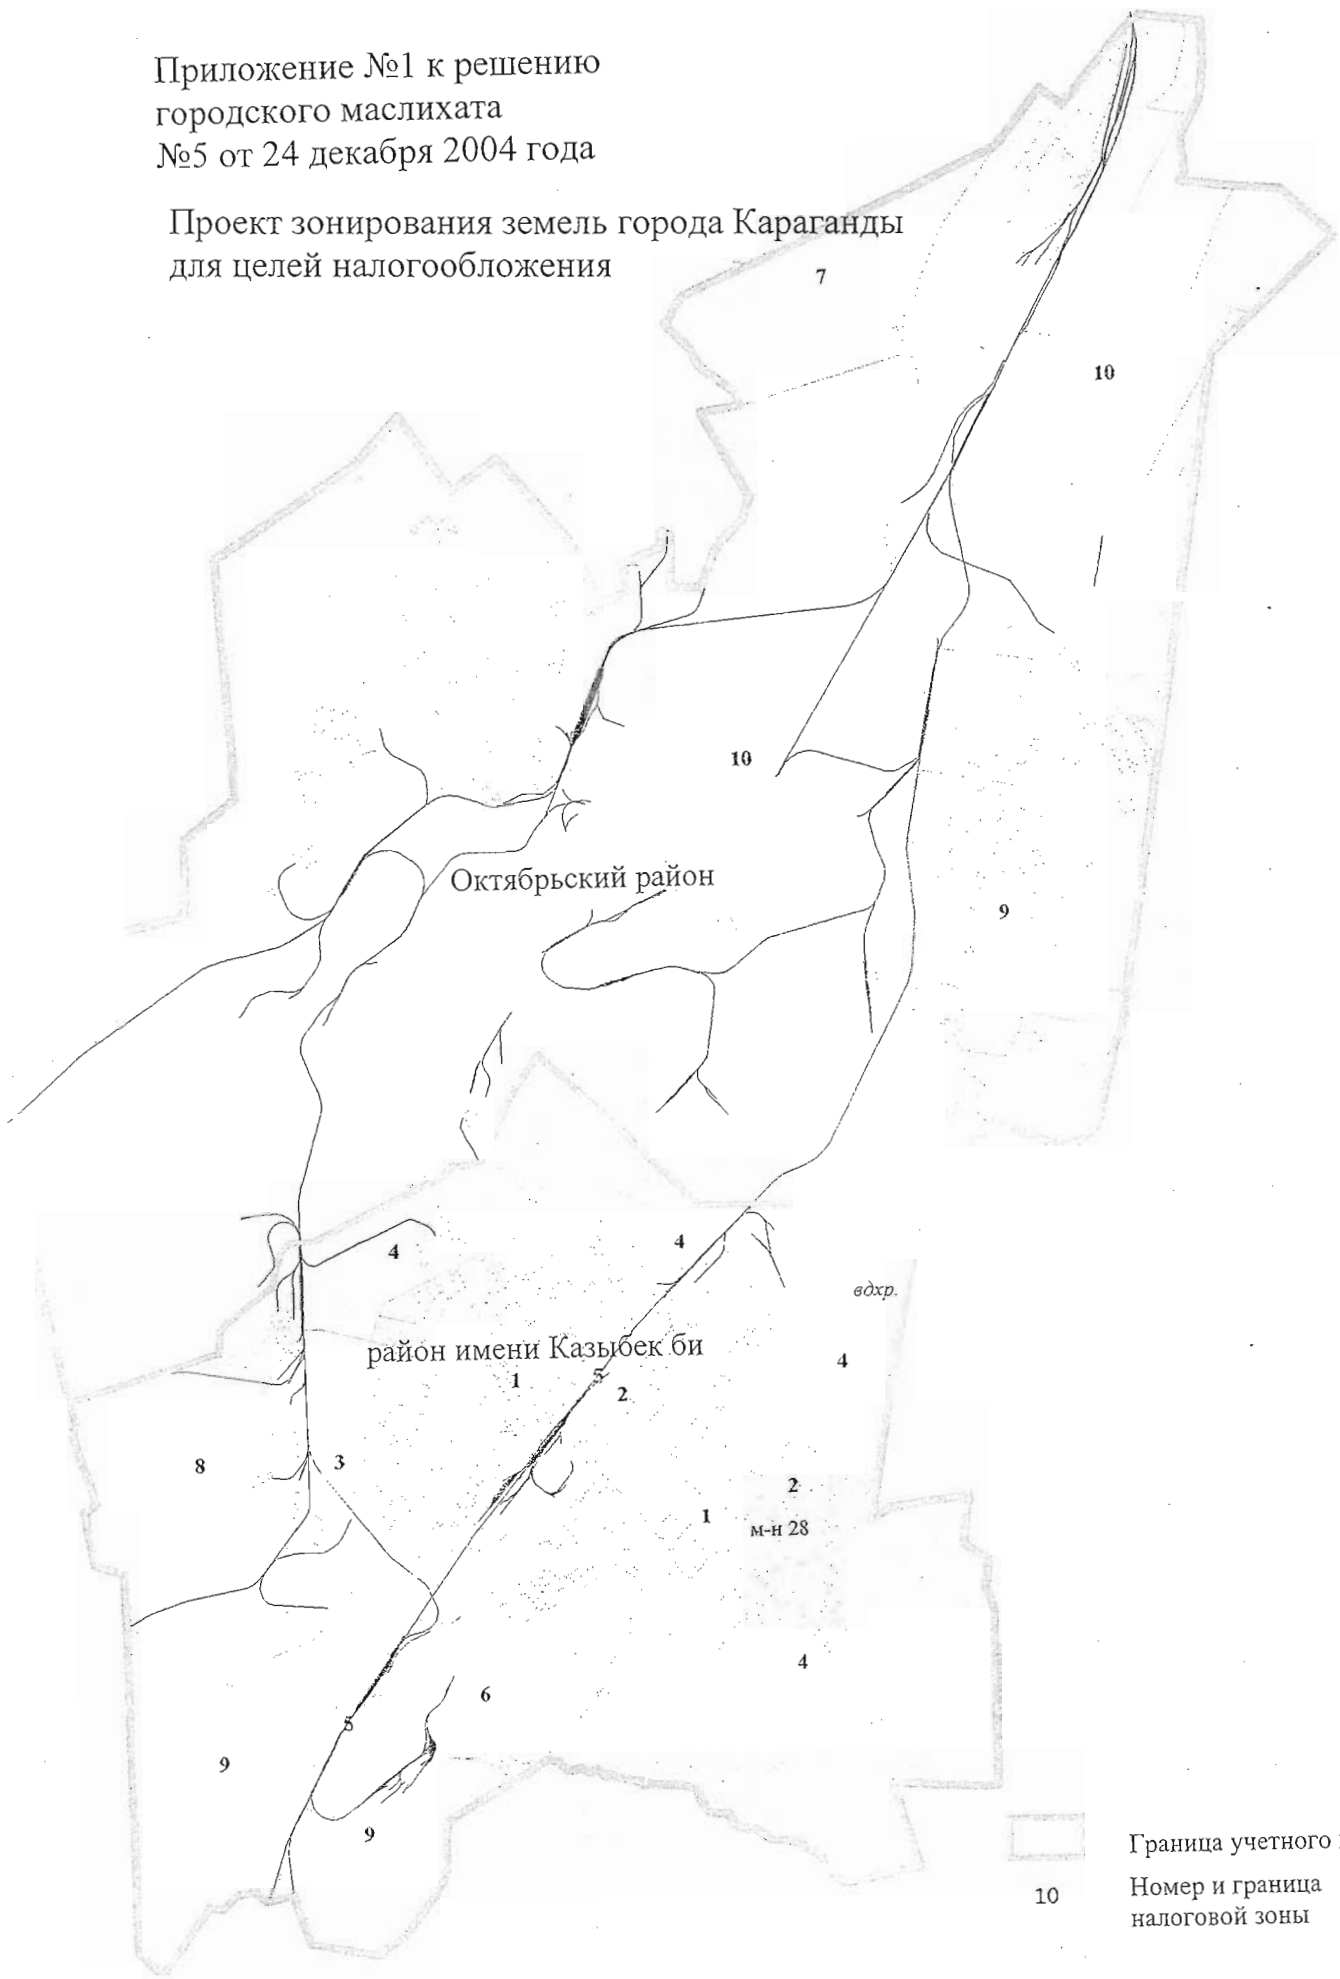 Приложение №1 к решению
городского маслихата
№5 от 24 декабря 2004 года
Проект зонирования земель города Караганды
для целей налогообложения
7
10
10
Октябрьский район
9
4
4
вдхр.
район имени Казыбек би
4
1
5
2
8
3
2
1
м-н 28
4
6
5
9
9
Граница учетного
10
Номер и граница
налоговой зоны